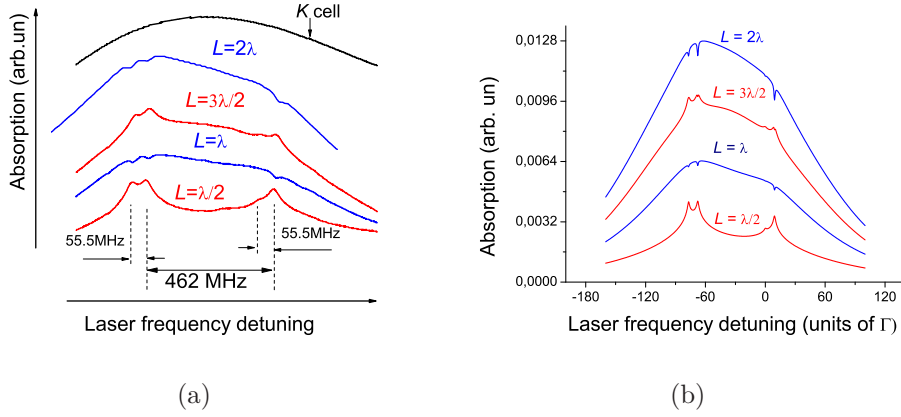 Absorption (arb.un)
K cell
L=2λ
L=3λ/2
L=λ
L=λ/2
55.5MHz
55.5MHz
462 MHz
Laser frequency detuning
(a)
Absorption (arb. un)
0,0128
0,0096
0,0064
0,0032
0,0000
L = 2λ
L = 3λ/2
L = λ
L = λ/2
-180 -120 -60 0 60 120
Laser frequency detuning (units of Γ)
(b)